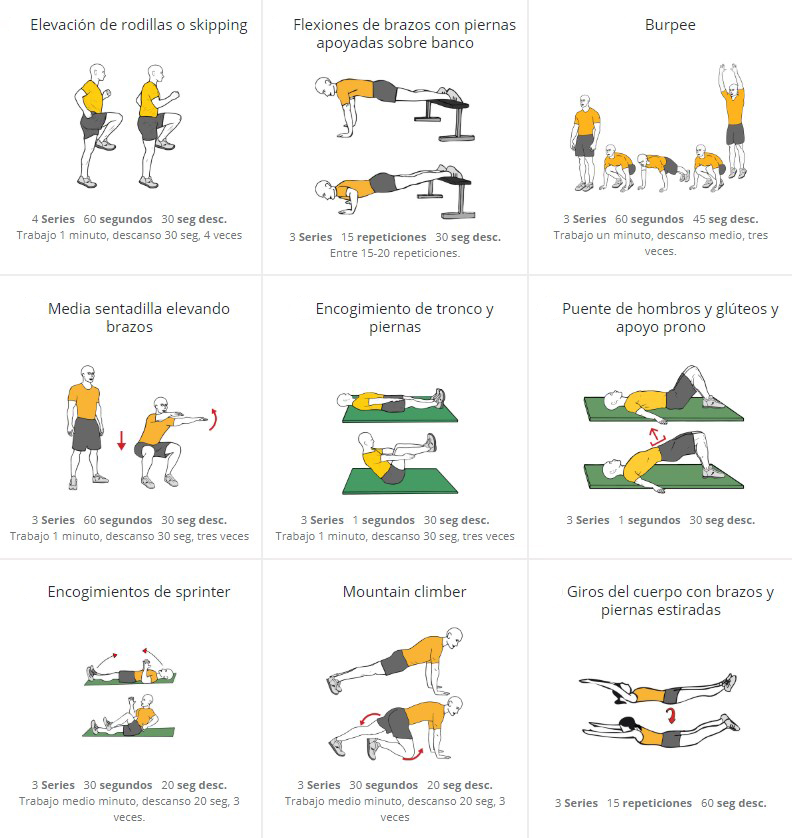 Elevación de rodillas o skipping
4 Series 60 segundos 30 seg desc.
Trabajo 1 minuto, descanso 30 seg, 4 veces
Flexiones de brazos con piernas
apoyadas sobre banco
3 Series 15 repeticiones 30 seg desc.
Entre 15-20 repeticiones.
Burpee
3 Series 60 segundos 45 seg desc.
Trabajo un minuto, descanso medio, tres
veces.
Media sentadilla elevando
brazos
3 Series 60 segundos 30 seg desc.
Trabajo 1 minuto, descanso 30 seg, tres veces
Encogimiento de tronco y
piernas
3 Series 1 segundos 30 seg desc.
Trabajo 1 minuto, descanso 30 seg, tres veces
Puente de hombros y glúteos y
apoyo prono
3 Series 1 segundos 30 seg desc.
Encogimientos de sprinter
3 Series 30 segundos 20 seg desc.
Trabajo medio minuto, descanso 20 seg, 3
veces.
Mountain climber
3 Series 30 segundos 20 seg desc.
Trabajo medio minuto, descanso 20 seg, 3
veces
Giros del cuerpo con brazos y
piernas estiradas
3 Series 15 repeticiones 60 seg desc.